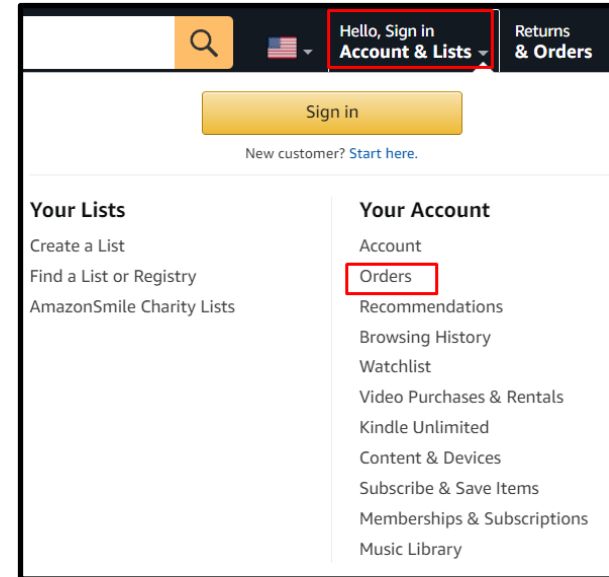 Hello, Sign in
Account & Lists
Returns
& Orders
Sign in
New customer? Start here.
Your Lists
Create a List
Find a List or Registry
AmazonSmile Charity Lists
Your Account
Account
Orders
Recommendations
Browsing History
Watchlist
Video Purchases & Rentals
Kindle Unlimited
Content & Devices
Subscribe & Save Items
Memberships & Subscriptions
Music Library